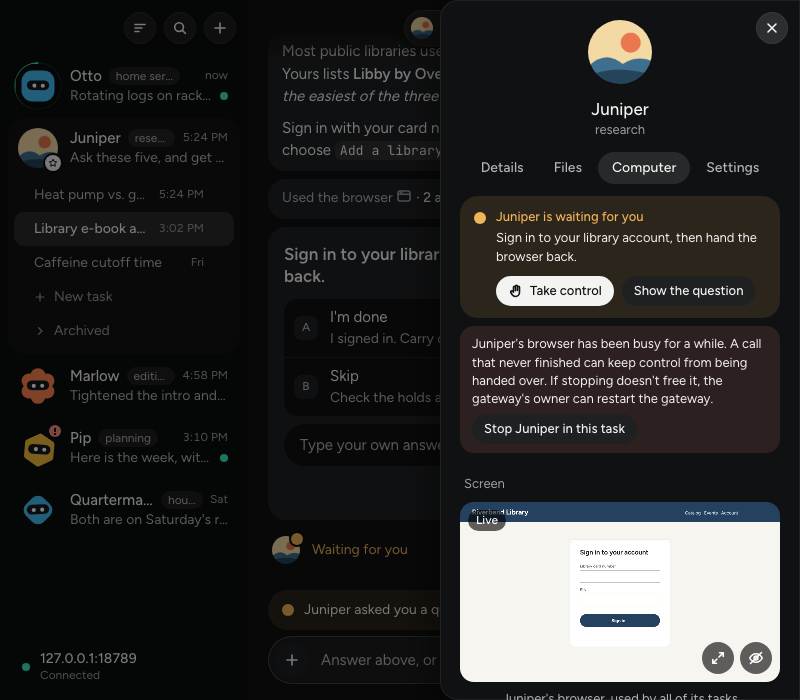 Otto
home ser...
now
Rotating logs on rack...
Juniper
rese...
5:24 PM
Ask these five, and get ...
Heat pump vs. g...
5:24 PM
Library e-book a...
3:02 PM
Caffeine cutoff time
Fri
New task
Archived
Marlow
editi...
4:58 PM
Tightened the intro and...
Pip
planning
3:10 PM
Here is the week, wit...
Quarterma...
hou...
Sat
Both are on Saturday's r...
127.0.0.1:18789
Connected
Most public libraries use
Yours lists Libby by Ove
the easiest of the three
Sign in with your card n
choose Add a library
Used the browser · 2 a
Sign in to your librar
back.
A
I'm done
I signed in. Carry o
B
Skip
Check the holds a
Type your own answe
Waiting for you
Juniper asked you a q
Answer above, or
Juniper
research
Details
Files
Computer
Settings
Juniper is waiting for you
Sign in to your library account, then hand the
browser back.
Take control
Show the question
Juniper's browser has been busy for a while. A call
that never finished can keep control from being
handed over. If stopping doesn't free it, the
gateway's owner can restart the gateway.
Stop Juniper in this task
Screen
Riverbend Library
Live
Catalog Events Account
Sign in to your account
Library card number
PIN
Sign in
Juniper's browser, used by all of its tasks